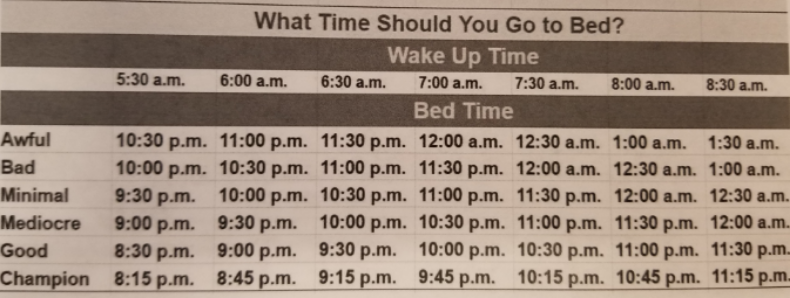 What Time Should You Go to Bed?
Wake Up Time
5:30 a.m. 6:00 a.m. 6:30 a.m. 7:00 a.m. 7:30 a.m. 8:00 a.m. 8:30 a.m.
Bed Time
Awful 10:30 p.m. 11:00 p.m. 11:30 p.m. 12:00 a.m. 12:30 a.m. 1:00 a.m. 1:30 a.m.
Bad 10:00 p.m. 10:30 p.m. 11:00 p.m. 11:30 p.m. 12:00 a.m. 12:30 a.m. 1:00 a.m.
Minimal 9:30 p.m. 10:00 p.m. 10:30 p.m. 11:00 p.m. 11:30 p.m. 12:00 a.m. 12:30 a.m.
Mediocre 9:00 p.m. 9:30 p.m. 10:00 p.m. 10:30 p.m. 11:00 p.m. 11:30 p.m. 12:00 a.m.
Good 8:30 p.m. 9:00 p.m. 9:30 p.m. 10:00 p.m. 10:30 p.m. 11:00 p.m. 11:30 p.m.
Champion 8:15 p.m. 8:45 p.m. 9:15 p.m. 9:45 p.m. 10:15 p.m. 10:45 p.m. 11:15 p.m.